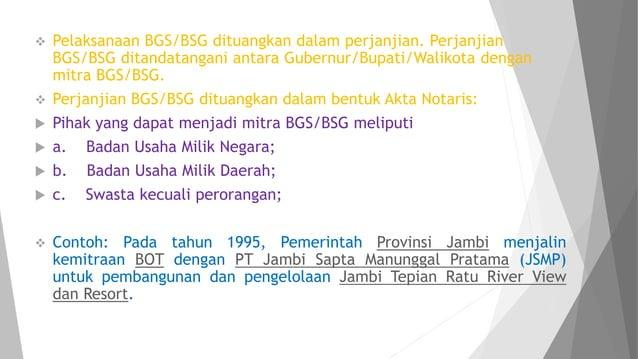 Pelaksanaan BGS/BSG dituangkan dalam perjanjian. Perjanjian
BGS/BSG ditandatangani antara Gubernur/Bupati/Walikota dengan
mitra BGS/BSG.
Perjanjian BGS/BSG dituangkan dalam bentuk Akta Notaris:
Pihak yang dapat menjadi mitra BGS/BSG meliputi
a. Badan Usaha Milik Negara;
b. Badan Usaha Milik Daerah;
c. Swasta kecuali perorangan;
Contoh: Pada tahun 1995, Pemerintah Provinsi Jambi menjalin
kemitraan BOT dengan PT Jambi Sapta Manunggal Pratama (JSMP)
untuk pembangunan dan pengelolaan Jambi Tepian Ratu River View
dan Resort.